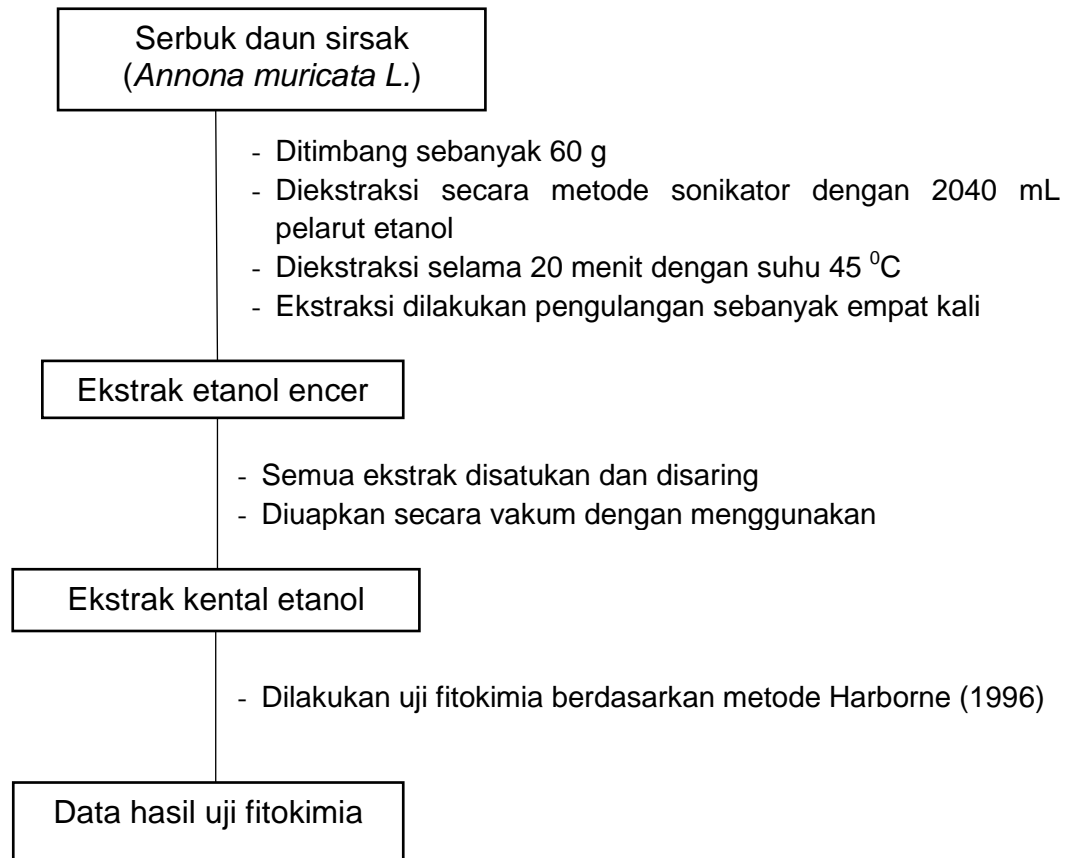 Serbuk daun sirsak
(Annona muricata L.)
- Ditimbang sebanyak 60 g
- Diekstraksi secara metode sonikator dengan 2040 mL
pelarut etanol
- Diekstraksi selama 20 menit dengan suhu 45 ⁰C
- Ekstraksi dilakukan pengulangan sebanyak empat kali
Ekstrak etanol encer
- Semua ekstrak disatukan dan disaring
- Diuapkan secara vakum dengan menggunakan
Ekstrak kental etanol
- Dilakukan uji fitokimia berdasarkan metode Harborne (1996)
Data hasil uji fitokimia